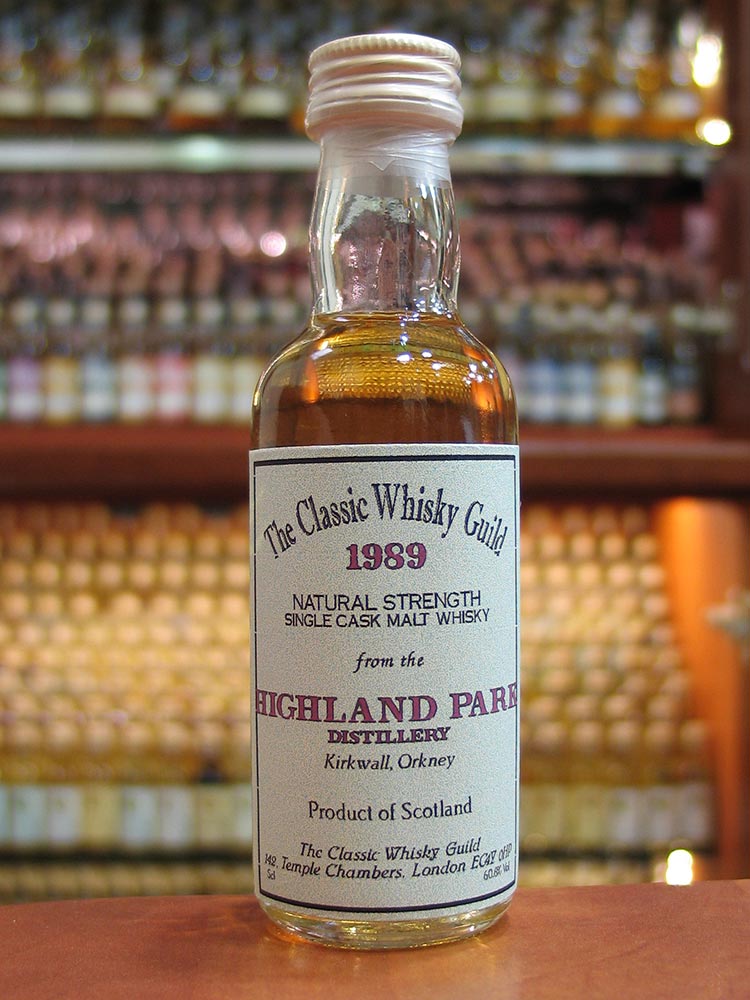 The Classic Whisky Guild
1989
NATURAL STRENGTH
SINGLE CASK MALT WHISKY
from the
HIGHLAND PARK
DISTILLERY
Kirkwall, Orkney
Product of Scotland
The Classic Whisky Guild
142, Temple Chambers, London EC4Y 0HP
5cl 60.8% Vol